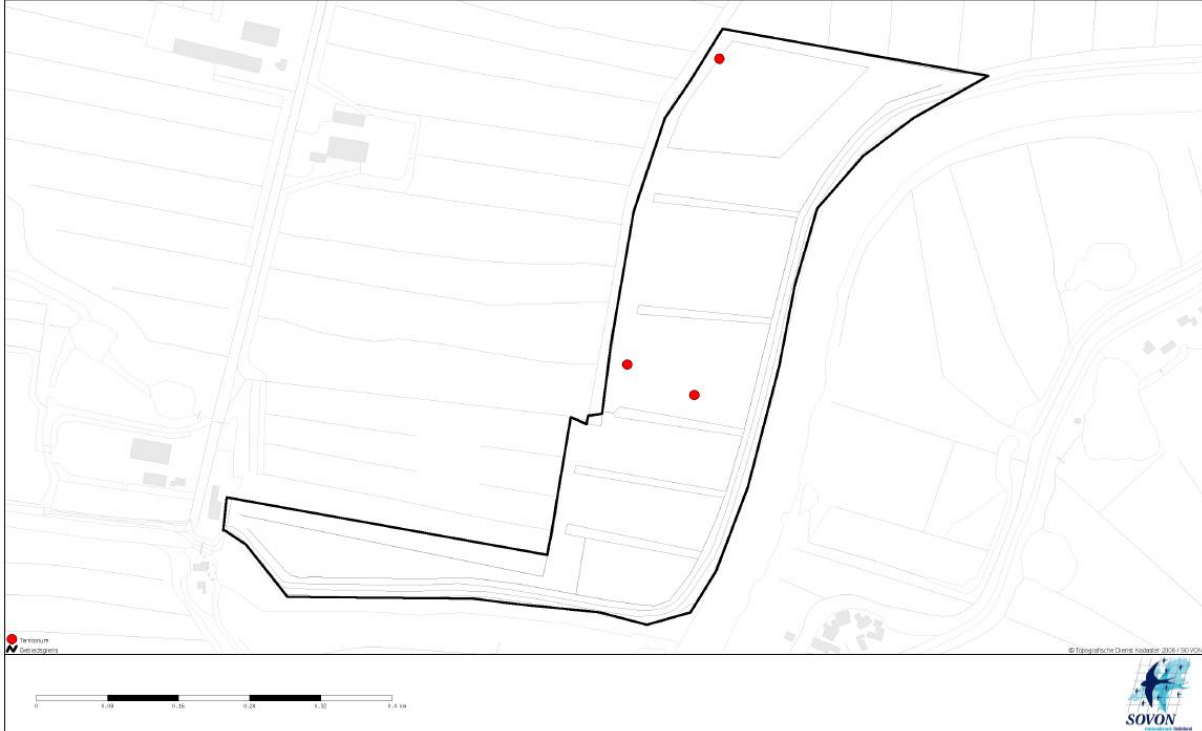 Territorium
Gebiedsgrens
© Topografische Dienst Kadaster 2006 / SOVON
0 0.08 0.16 0.24 0.32 0.4 km
SOVON